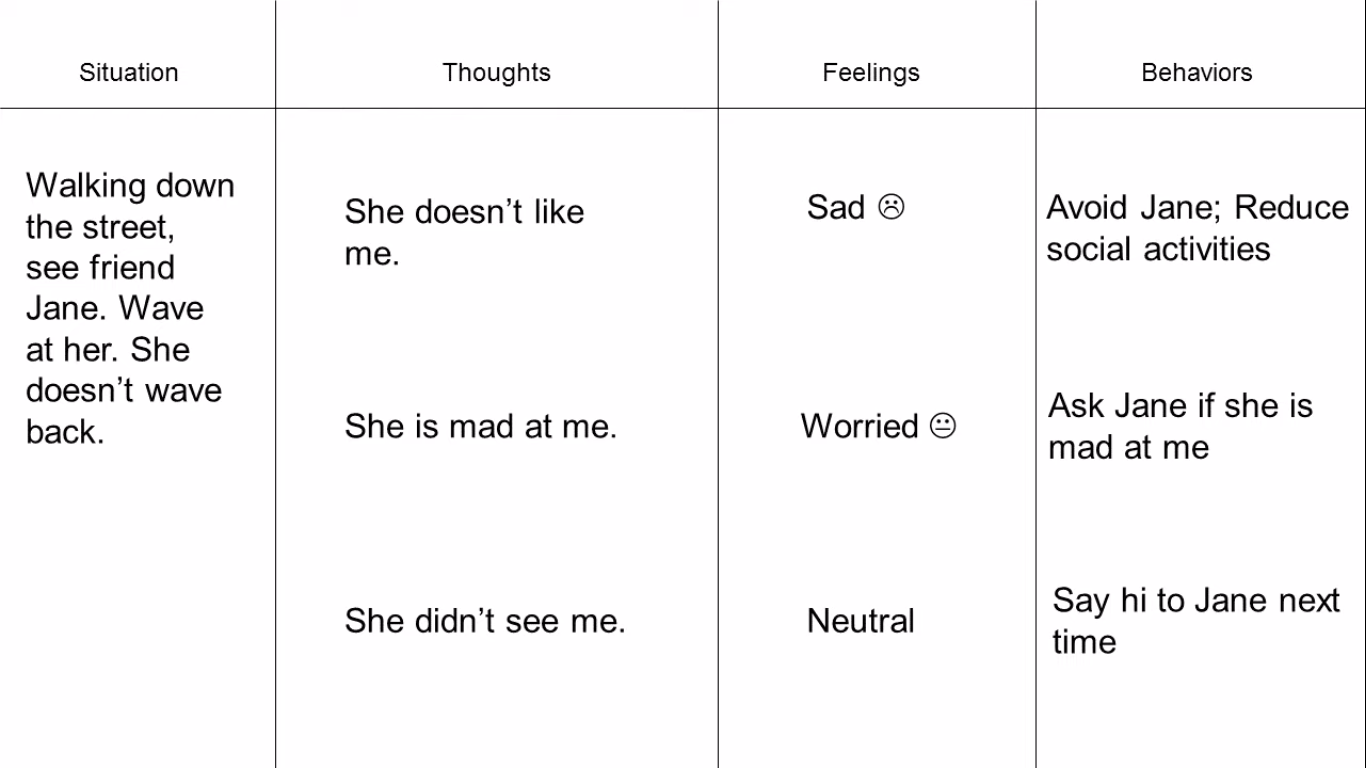 Situation
Thoughts
Feelings
Behaviors
Walking down
the street,
see friend
Jane. Wave
at her. She
doesn’t wave
back.
She doesn’t like
me.
Sad ☹
Avoid Jane; Reduce
social activities
She is mad at me.
Worried 😐
Ask Jane if she is
mad at me
She didn’t see me.
Neutral
Say hi to Jane next
time